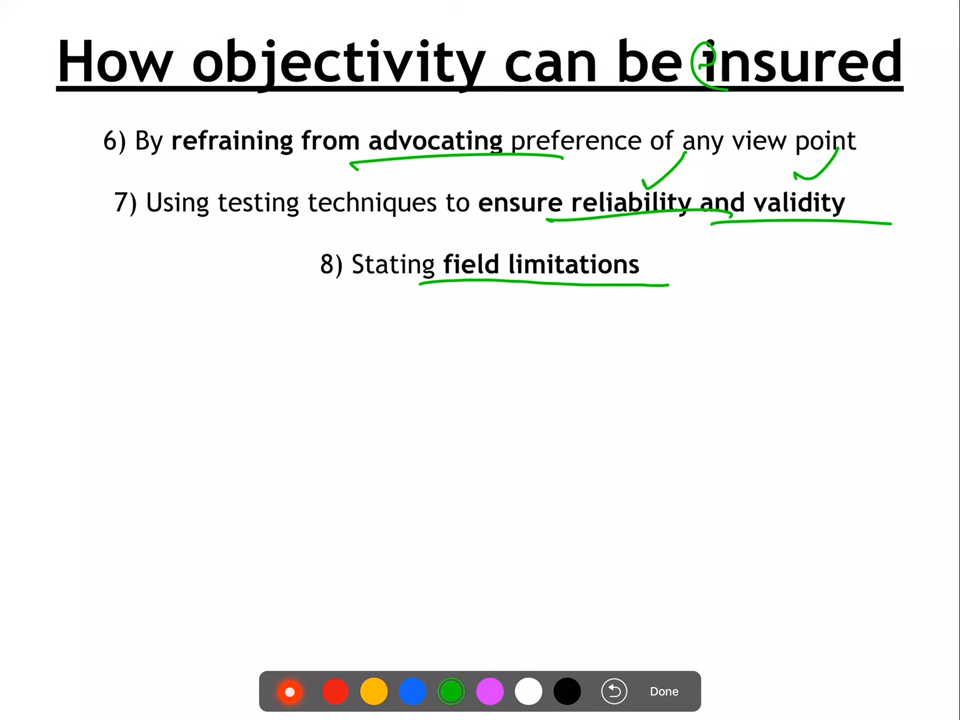 How objectivity can be insured
6) By refraining from advocating preference of any view point
7) Using testing techniques to ensure reliability and validity
8) Stating field limitations
Done